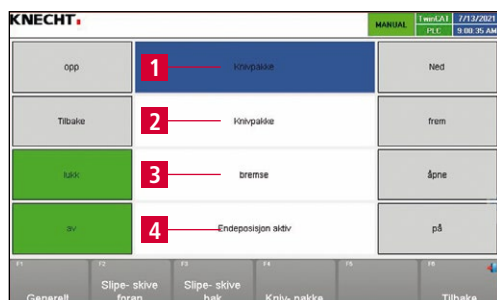 KNECHT
MANUAL
TwinCAT
PLC
7/13/2021
9:00:35 AM
opp
1
Knivpakke
Ned
Tilbake
2
Knivpakke
frem
lukk
3
bremse
åpne
av
4
Endeposisjon aktiv
på
F1
Generell
F2
Slipe- skive
foran
F3
Slipe- skive
bak
F4
Kniv- pakke
F5
F8
Tilbake